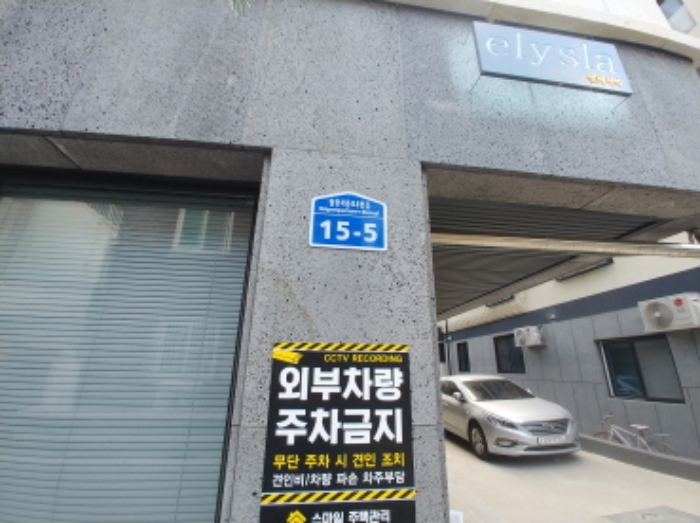 elysla
15-5
CCTV RECORDING
외부차량
주차금지
무단 주차 시 견인 조치
견인비/차량 파손 차주부담
스마일 주택관리